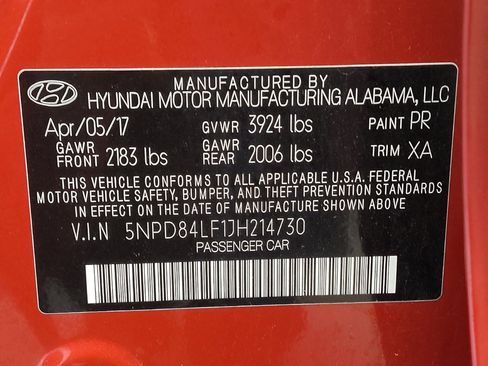 MANUFACTURED BY
HYUNDAI MOTOR MANUFACTURING ALABAMA, LLC
Apr/05/17 GVWR 3924 lbs PAINT PR
GAWR FRONT 2183 lbs GAWR REAR 2006 lbs TRIM XA
THIS VEHICLE CONFORMS TO ALL APPLICABLE U.S.A. FEDERAL
MOTOR VEHICLE SAFETY, BUMPER, AND THEFT PREVENTION STANDARDS
IN EFFECT ON THE DATE OF MANUFACTURE SHOWN ABOVE
V.I.N 5NPD84LF1JH214730
PASSENGER CAR